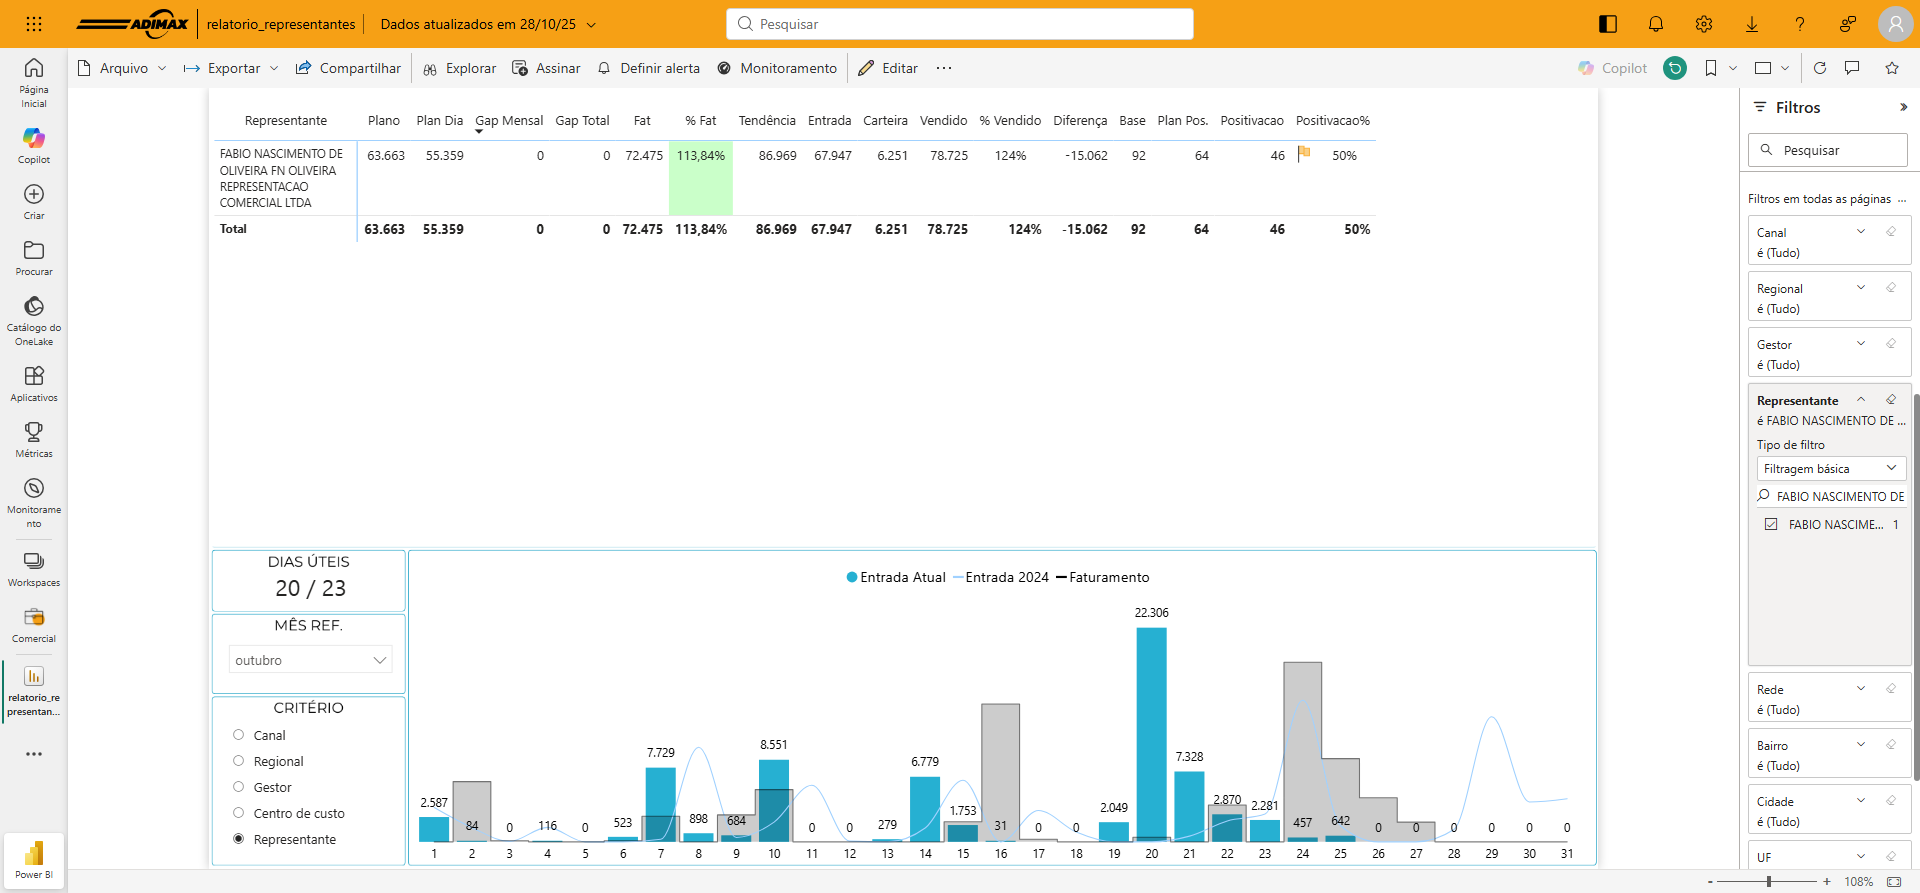 ADIMAX
relatorio_representantes
Dados atualizados em 28/10/25
Pesquisar
Arquivo
Exportar
Compartilhar
Explorar
Assinar
Definir alerta
Monitoramento
Editar
Copilot
Página Inicial
Copilot
Criar
Procurar
Catálogo do OneLake
Aplicativos
Métricas
Monitorame nto
Workspaces
Comercial
relatorio_re presentan...
Power BI
Representante Plano Plan Dia Gap Mensal Gap Total Fat % Fat Tendência Entrada Carteira Vendido % Vendido Diferença Base Plan Pos. Positivacao Positivacao%
FABIO NASCIMENTO DE 63.663 55.359 0 0 72.475 113,84% 86.969 67.947 6.251 78.725 124% -15.062 92 64 46 50%
OLIVEIRA FN OLIVEIRA
REPRESENTACAO
COMERCIAL LTDA
Total 63.663 55.359 0 0 72.475 113,84% 86.969 67.947 6.251 78.725 124% -15.062 92 64 46 50%
DIAS ÚTEIS
20 / 23
MÊS REF.
outubro
CRITÉRIO
Canal
Regional
Gestor
Centro de custo
Representante
Entrada Atual Entrada 2024 Faturamento
2.587 84 0 116 0 523 7.729 898 684 8.551 0 0 279 6.779 1.753 31 0 0 2.049 22.306 7.328 2.870 2.281 457 642 0 0 0 0 0 0
1 2 3 4 5 6 7 8 9 10 11 12 13 14 15 16 17 18 19 20 21 22 23 24 25 26 27 28 29 30 31
Filtros
Pesquisar
Filtros em todas as páginas ...
Canal
é (Tudo)
Regional
é (Tudo)
Gestor
é (Tudo)
Representante
é FABIO NASCIMENTO DE ...
Tipo de filtro
Filtragem básica
FABIO NASCIMENTO DE
FABIO NASCIME... 1
Rede
é (Tudo)
Bairro
é (Tudo)
Cidade
é (Tudo)
UF
- + 108%